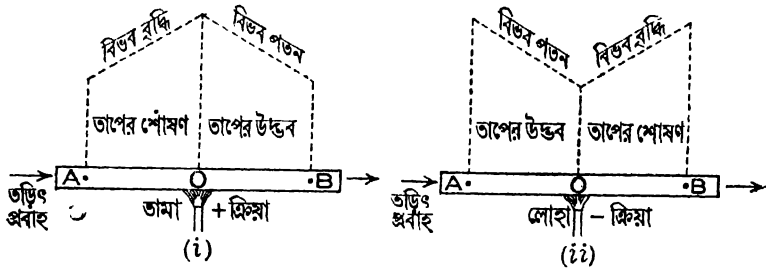 বিভব বৃদ্ধি
বিভব পতন
তাপের শোষণ
তাপের উদ্ভব
A
O
B
তড়িৎ
প্রবাহ
তামা
+ ক্রিয়া
(i)
বিভব পতন
বিভব বৃদ্ধি
তাপের উদ্ভব
তাপের শোষণ
A
O
B
তড়িৎ
প্রবাহ
লোহা
- ক্রিয়া
(ii)